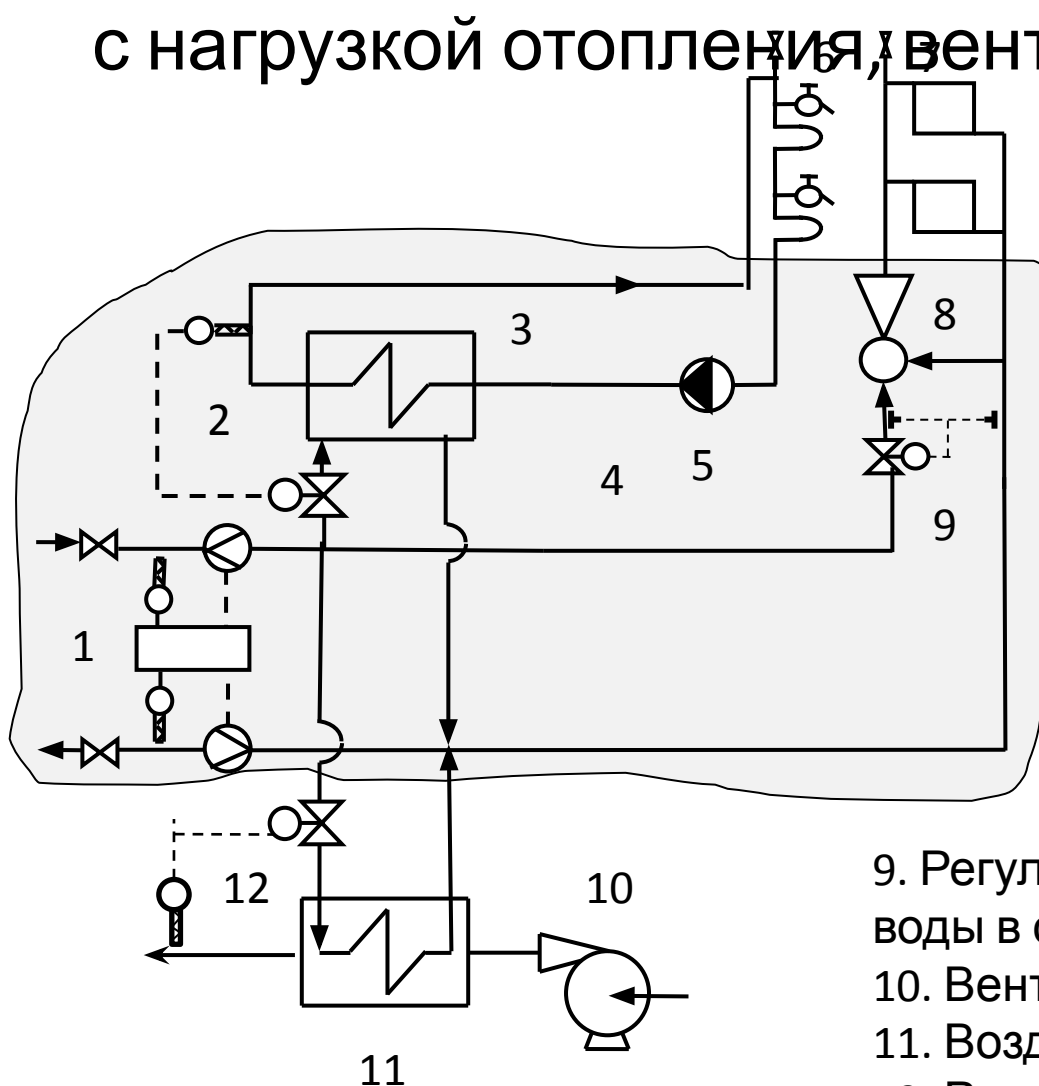 с нагрузкой отопления, вент
6 7
8
3
2
4 5
9
1
12 10
11
9. Регул
воды в с
10. Вент
11. Возд